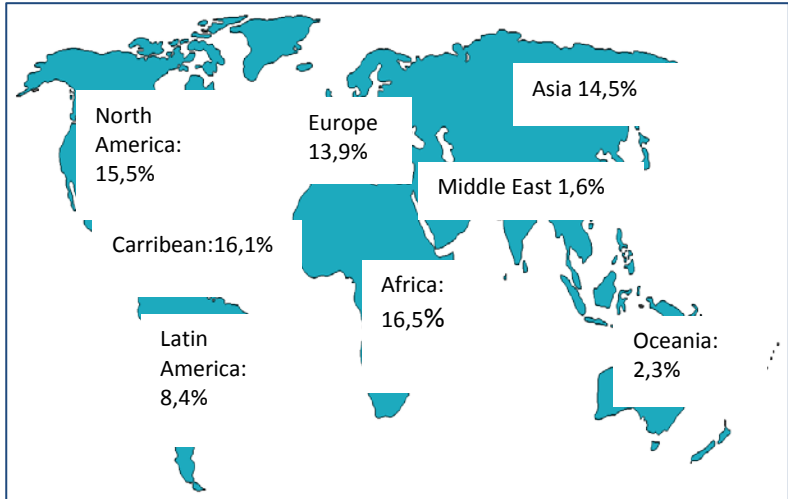 Asia 14,5%
North
America:
15,5%
Europe
13,9%
Middle East 1,6%
Carribean:16,1%
Africa:
16,5%
Latin
America:
8,4%
Oceania:
2,3%